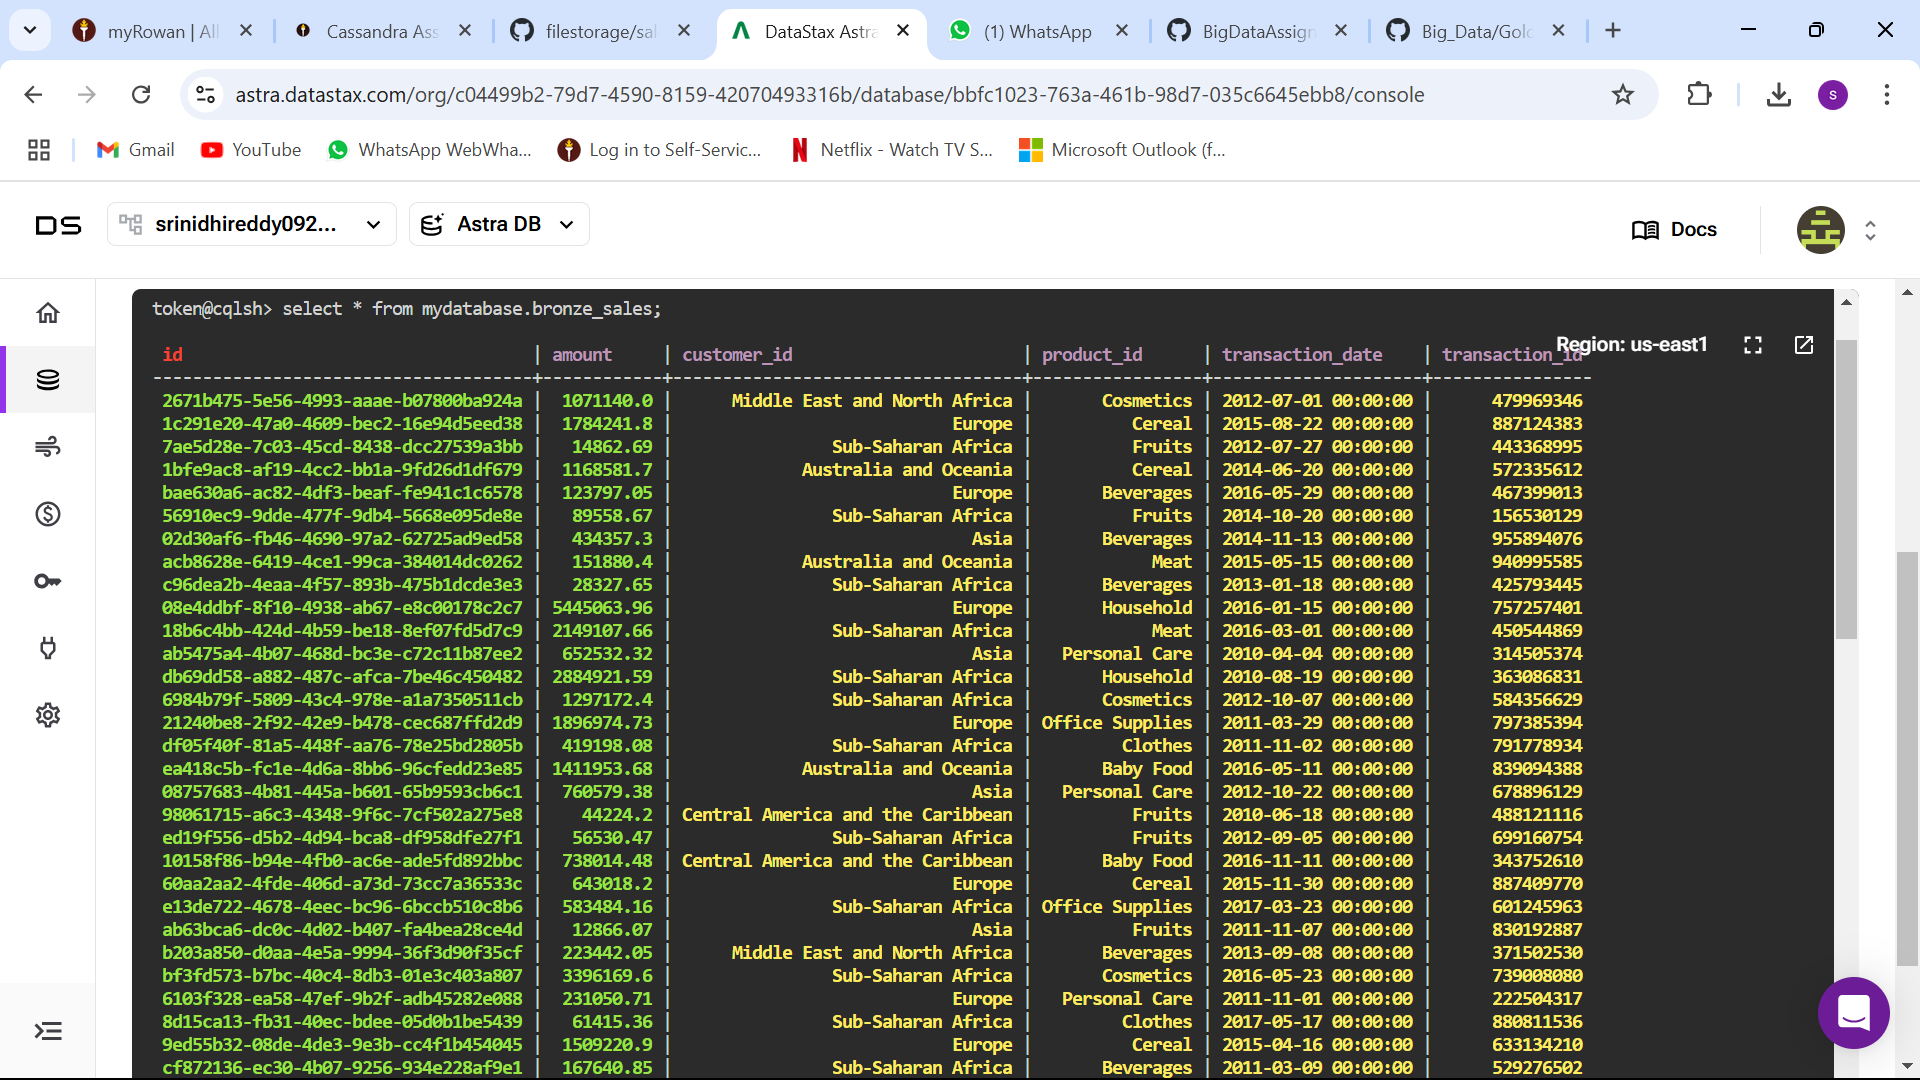 myRowan | All
Cassandra Ass
filestorage/sal
DataStax Astra
(1) WhatsApp
BigDataAssign
Big_Data/Gold
astra.datastax.com/org/c04499b2-79d7-4590-8159-42070493316b/database/bbfc1023-763a-461b-98d7-035c6645ebb8/console
S
Gmail
YouTube
WhatsApp WebWha...
Log in to Self-Servic...
Netflix - Watch TV S...
Microsoft Outlook (f...
DS
srinidhireddy092...
Astra DB
Docs
token@cqlsh> select * from mydatabase.bronze_sales;
Region: us-east1
id | amount | customer_id | product_id | transaction_date | transaction_id
2671b475-5e56-4993-aaae-b07800ba924a | 1071140.0 | Middle East and North Africa | Cosmetics | 2012-07-01 00:00:00 | 479969346
1c291e20-47a0-4609-bec2-16e94d5eed38 | 1784241.8 | Europe | Cereal | 2015-08-22 00:00:00 | 887124383
7ae5d28e-7c03-45cd-8438-dcc27539a3bb | 14862.69 | Sub-Saharan Africa | Fruits | 2012-07-27 00:00:00 | 443368995
1bfe9ac8-af19-4cc2-bb1a-9fd26d1df679 | 1168581.7 | Australia and Oceania | Cereal | 2014-06-20 00:00:00 | 572335612
bae630a6-ac82-4df3-beaf-fe941c1c6578 | 123797.05 | Europe | Beverages | 2016-05-29 00:00:00 | 467399013
56910ec9-9dde-477f-9db4-5668e095de8e | 89558.67 | Sub-Saharan Africa | Fruits | 2014-10-20 00:00:00 | 156530129
02d30af6-fb46-4690-97a2-62725ad9ed58 | 434357.3 | Asia | Beverages | 2014-11-13 00:00:00 | 955894076
acb8628e-6419-4ce1-99ca-384014dc0262 | 151880.4 | Australia and Oceania | Meat | 2015-05-15 00:00:00 | 940995585
c96dea2b-4eaa-4f57-893b-475b1dcde3e3 | 28327.65 | Sub-Saharan Africa | Beverages | 2013-01-18 00:00:00 | 425793445
08e4ddbf-8f10-4938-ab67-e8c00178c2c7 | 5445063.96 | Europe | Household | 2016-01-15 00:00:00 | 757257401
18b6c4bb-424d-4b59-be18-8ef07fd5d7c9 | 2149107.66 | Sub-Saharan Africa | Meat | 2016-03-01 00:00:00 | 450544869
ab5475a4-4b07-468d-bc3e-c72c11b87ee2 | 652532.32 | Asia | Personal Care | 2010-04-04 00:00:00 | 314505374
db69dd58-a882-487c-afca-7be46c450482 | 2884921.59 | Sub-Saharan Africa | Household | 2010-08-19 00:00:00 | 363086831
6984b79f-5809-43c4-978e-a1a7350511cb | 1297172.4 | Sub-Saharan Africa | Cosmetics | 2012-10-07 00:00:00 | 584356629
21240be8-2f92-42e9-b478-cec687ffd2d9 | 1896974.73 | Europe | Office Supplies | 2011-03-29 00:00:00 | 797385394
df05f40f-81a5-448f-aa76-78e25bd2805b | 419198.08 | Sub-Saharan Africa | Clothes | 2011-11-02 00:00:00 | 791778934
ea418c5b-fc1e-4d6a-8bb6-96cfedd23e85 | 1411953.68 | Australia and Oceania | Baby Food | 2016-05-11 00:00:00 | 839094388
08757683-4b81-445a-b601-65b9593cb6c1 | 760579.38 | Asia | Personal Care | 2012-10-22 00:00:00 | 678896129
98061715-a6c3-4348-9f6c-7cf502a275e8 | 44224.2 | Central America and the Caribbean | Fruits | 2010-06-18 00:00:00 | 488121116
ed19f556-d5b2-4d94-bca8-df958dfe27f1 | 56530.47 | Sub-Saharan Africa | Fruits | 2012-09-05 00:00:00 | 699160754
10158f86-b94e-4fb0-ac6e-ade5fd892bbc | 738014.48 | Central America and the Caribbean | Baby Food | 2016-11-11 00:00:00 | 343752610
60aa2aa2-4fde-406d-a73d-73cc7a36533c | 643018.2 | Europe | Cereal | 2015-11-30 00:00:00 | 887409770
e13de722-4678-4eec-bc96-6bccb510c8b6 | 583484.16 | Sub-Saharan Africa | Office Supplies | 2017-03-23 00:00:00 | 601245963
ab63bca6-dc0c-4d02-b407-fa4bea28ce4d | 12866.07 | Asia | Fruits | 2011-11-07 00:00:00 | 830192887
b203a850-d0aa-4e5a-9994-36f3d90f35cf | 223442.05 | Middle East and North Africa | Beverages | 2013-09-08 00:00:00 | 371502530
bf3fd573-b7bc-40c4-8db3-01e3c403a807 | 3396169.6 | Sub-Saharan Africa | Cosmetics | 2016-05-23 00:00:00 | 739008080
6103f328-ea58-47ef-9b2f-adb45282e088 | 231050.71 | Europe | Personal Care | 2011-11-01 00:00:00 | 222504317
8d15ca13-fb31-40ec-bdee-05d0b1be5439 | 61415.36 | Sub-Saharan Africa | Clothes | 2017-05-17 00:00:00 | 880811536
9ed55b32-08de-4de3-9e3b-cc4f1b454045 | 1509220.9 | Europe | Cereal | 2015-04-16 00:00:00 | 633134210
cf872136-ec30-4b07-9256-934e228af9e1 | 167640.85 | Sub-Saharan Africa | Beverages | 2011-03-09 00:00:00 | 529276502